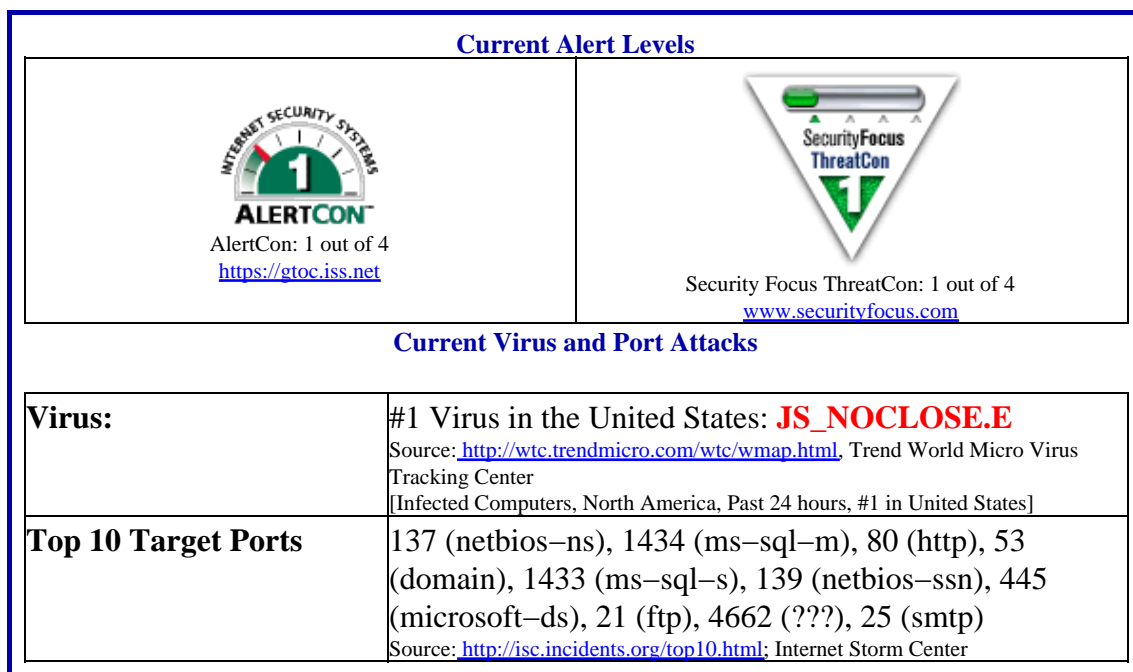 Current Alert Levels
INTERNET SECURITY SYSTEMS
1
ALERTCON™
AlertCon: 1 out of 4
https://gtoc.iss.net
SecurityFocus
ThreatCon
1
Security Focus ThreatCon: 1 out of 4
www.securityfocus.com
Current Virus and Port Attacks
Virus:
#1 Virus in the United States: JS_NOCLOSE.E
Source: http://wtc.trendmicro.com/wtc/wmap.html, Trend World Micro Virus
Tracking Center
[Infected Computers, North America, Past 24 hours, #1 in United States]
Top 10 Target Ports
137 (netbios−ns), 1434 (ms−sql−m), 80 (http), 53
(domain), 1433 (ms−sql−s), 139 (netbios−ssn), 445
(microsoft−ds), 21 (ftp), 4662 (???), 25 (smtp)
Source: http://isc.incidents.org/top10.html; Internet Storm Center